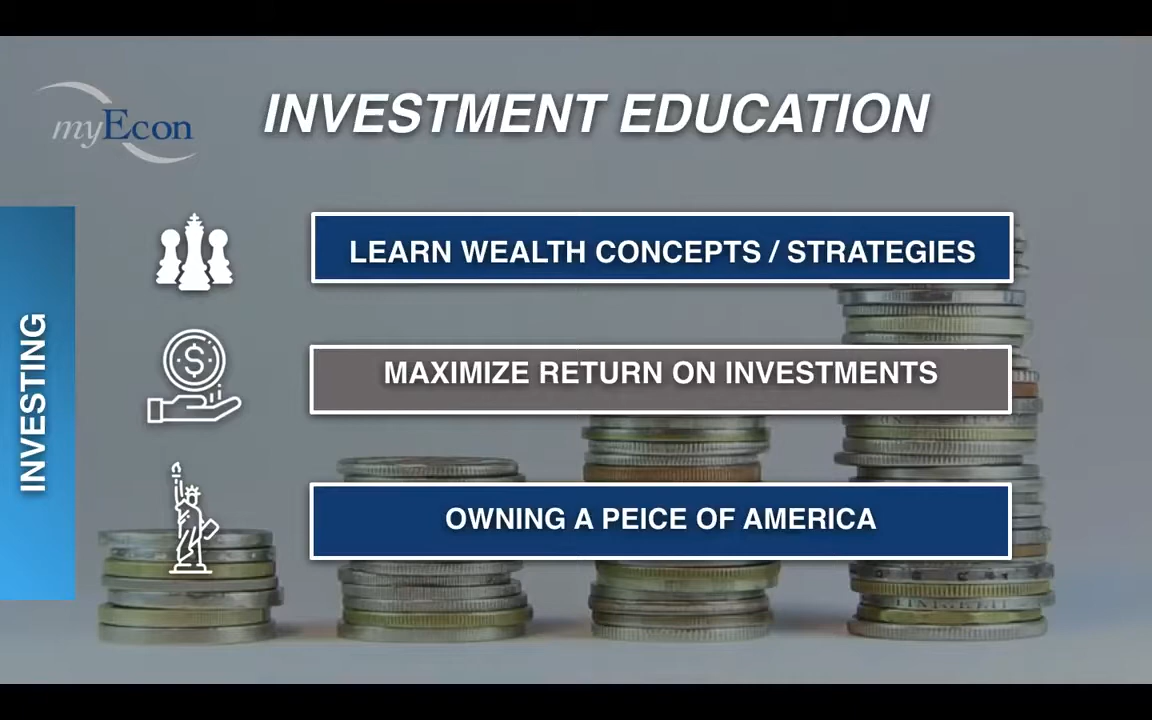 myEcon
INVESTMENT EDUCATION
INVESTING
LEARN WEALTH CONCEPTS / STRATEGIES
MAXIMIZE RETURN ON INVESTMENTS
OWNING A PEICE OF AMERICA